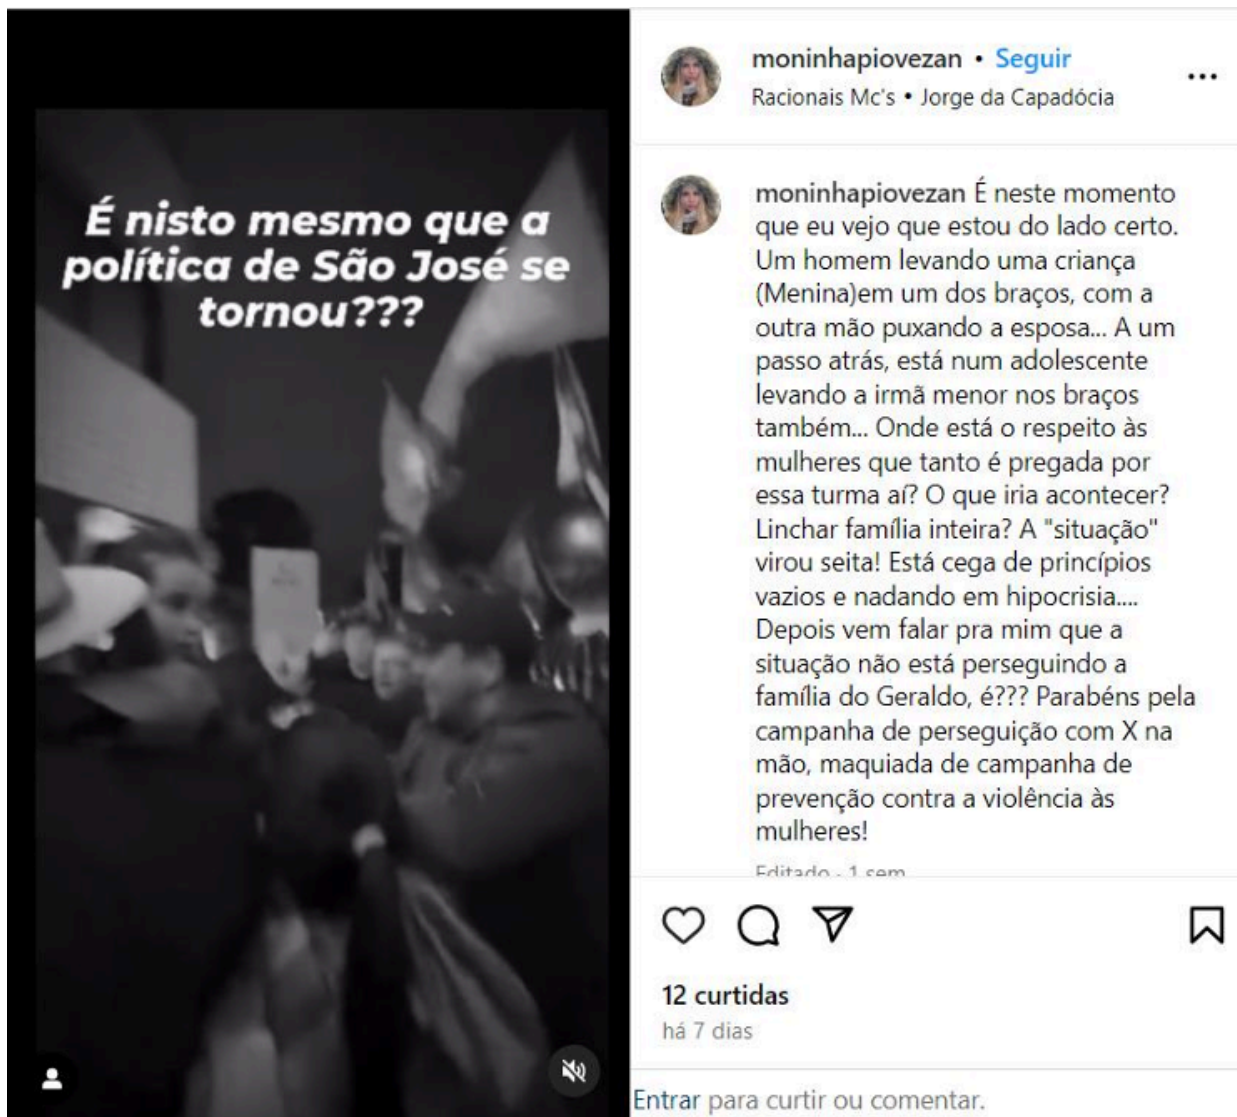 É nisto mesmo que a
política de São José se
tornou???
moninhapiovezan • Seguir
Racionais Mc's • Jorge da Capadócia
moninhapiovezan É neste momento
que eu vejo que estou do lado certo.
Um homem levando uma criança
(Menina)em um dos braços, com a
outra mão puxando a esposa... A um
passo atrás, está num adolescente
levando a irmã menor nos braços
também... Onde está o respeito às
mulheres que tanto é pregada por
essa turma aí? O que iria acontecer?
Linchar família inteira? A "situação"
virou seita! Está cega de princípios
vazios e nadando em hipocrisia....
Depois vem falar pra mim que a
situação não está perseguindo a
família do Geraldo, é??? Parabéns pela
campanha de perseguição com X na
mão, maquiada de campanha de
prevenção contra a violência às
mulheres!
Editado · 1 sem
12 curtidas
há 7 dias
Entrar para curtir ou comentar.